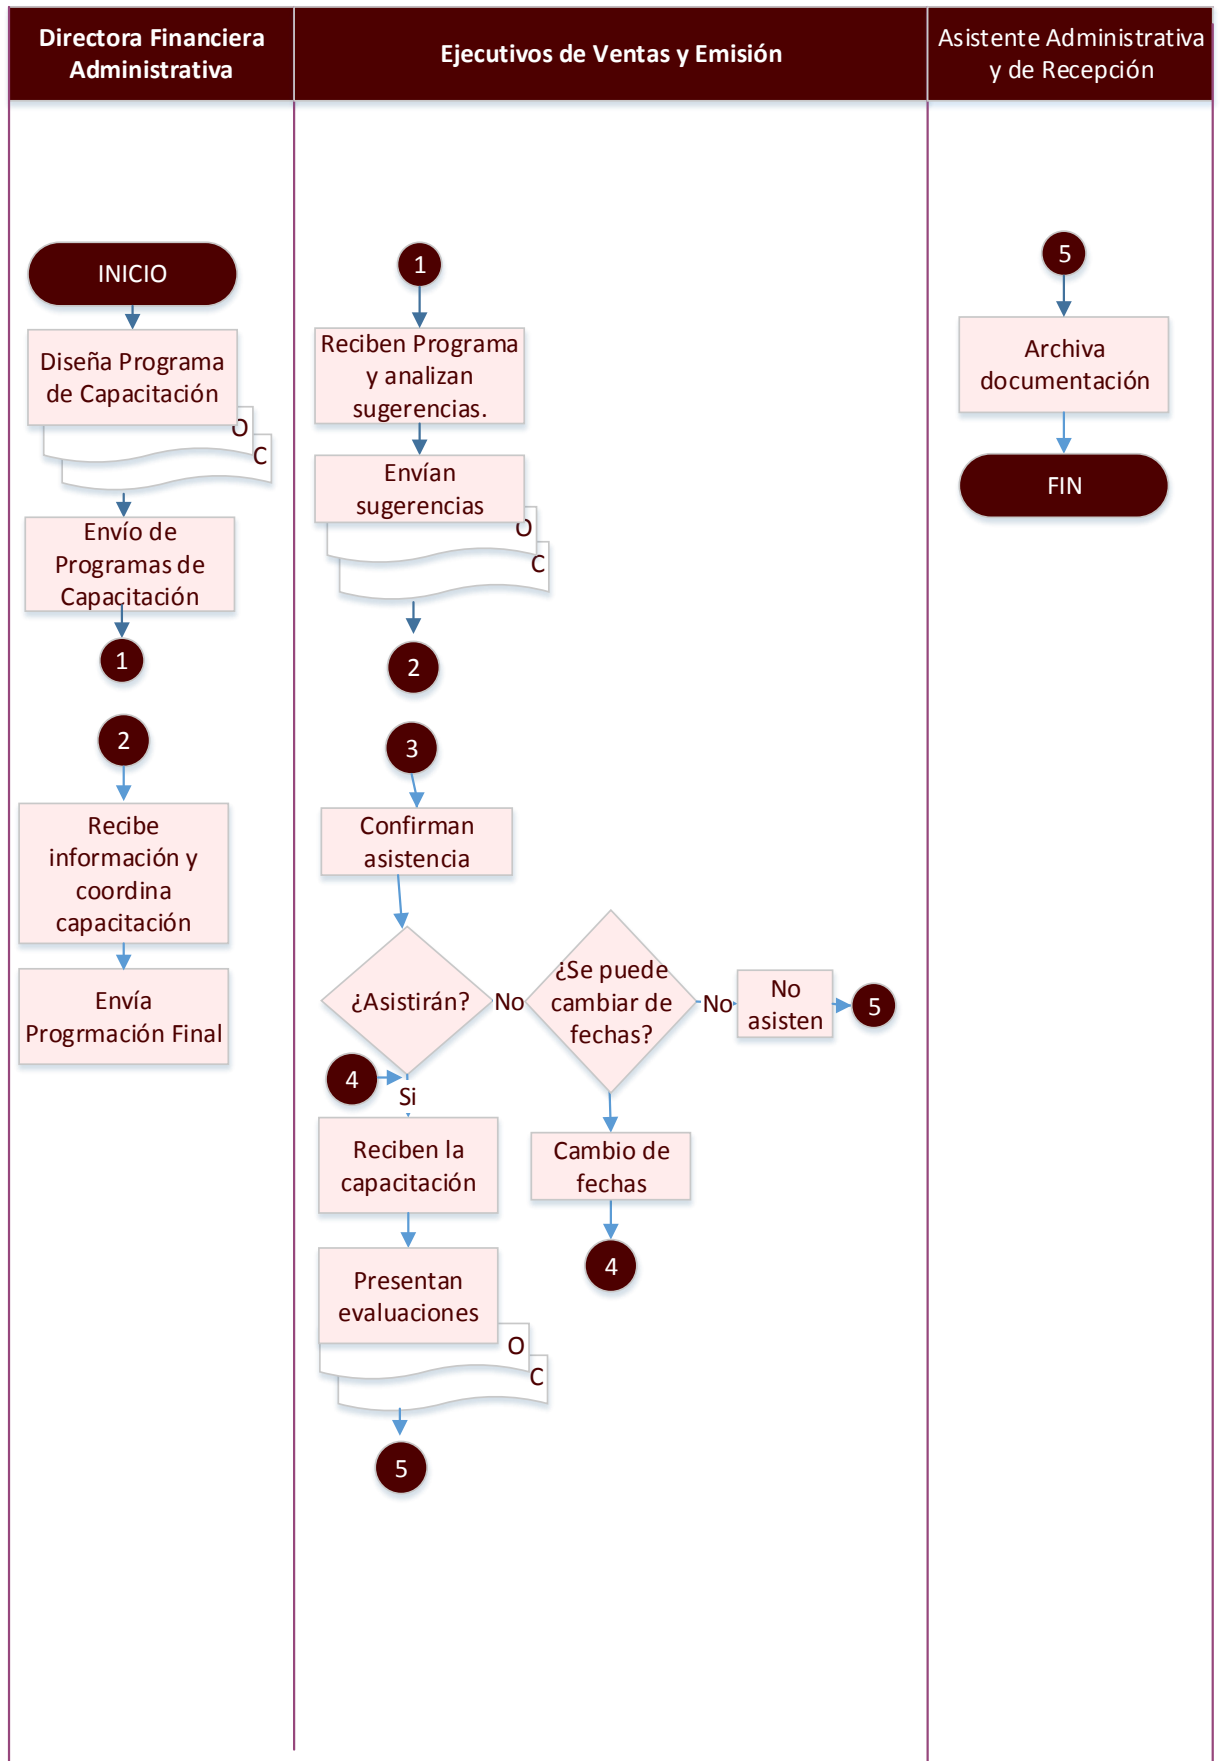 Directora Financiera
Administrativa
Ejecutivos de Ventas y Emisión
Asistente Administrativa
y de Recepción
INICIO
Diseña Programa
de Capacitación
O
C
Envío de
Programas de
Capacitación
1
2
Recibe
información y
coordina
capacitación
Envía
Progrmación Final
1
Reciben Programa
y analizan
sugerencias.
Envían
sugerencias
O
C
2
3
Confirman
asistencia
¿Asistirán?
No
¿Se puede
cambiar de
fechas?
No
No
asisten
5
4
Si
Reciben la
capacitación
Cambio de
fechas
4
Presentan
evaluaciones
O
C
5
5
Archiva
documentación
FIN